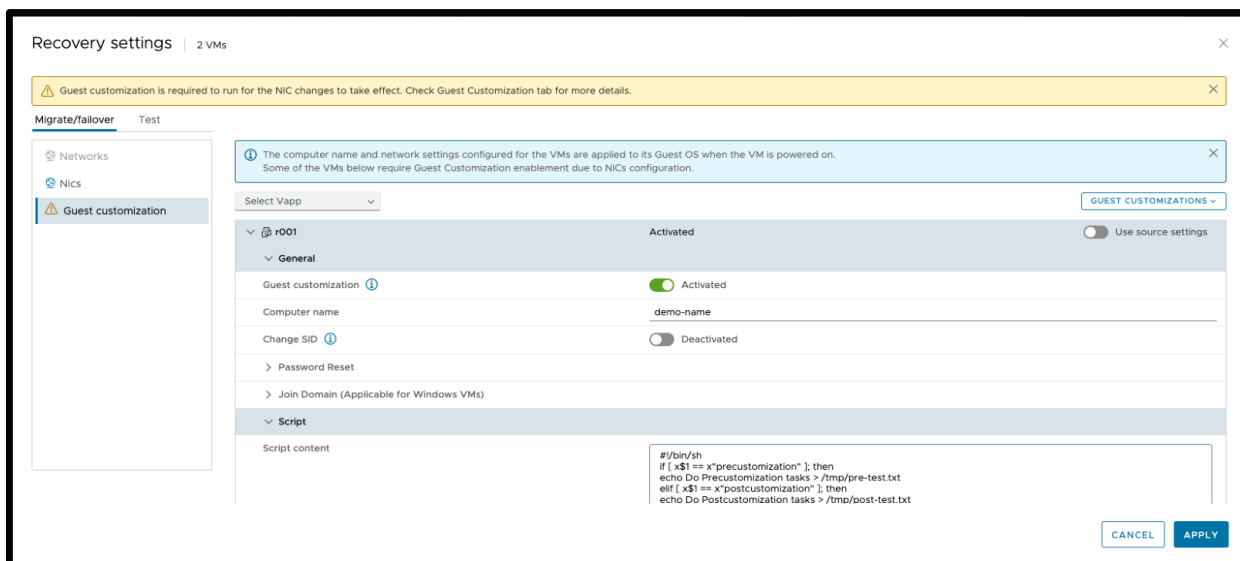 Recovery settings | 2 VMs
Guest customization is required to run for the NIC changes to take effect. Check Guest Customization tab for more details.
Migrate/failover Test
Networks
Nics
Guest customization
The computer name and network settings configured for the VMs are applied to its Guest OS when the VM is powered on.
Some of the VMs below require Guest Customization enablement due to NICs configuration.
Select Vapp
GUEST CUSTOMIZATIONS
r001 Activated Use source settings
General
Guest customization Activated
Computer name demo-name
Change SID Deactivated
Password Reset
Join Domain (Applicable for Windows VMs)
Script
Script content
#!/bin/sh
if [ x$1 == x"precustomization" ]; then
echo Do Precustomization tasks > /tmp/pre-test.txt
elif [ x$1 == x"postcustomization" ]; then
echo Do Postcustomization tasks > /tmp/post-test.txt
CANCEL APPLY